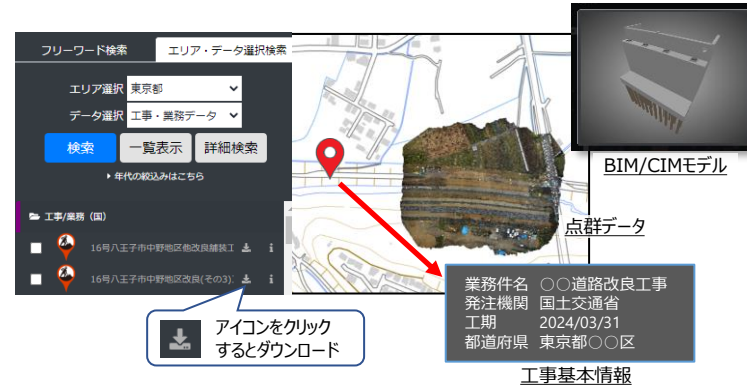 フリーワード検索
エリア・データ選択検索
エリア選択 東京都
データ選択 工事・業務データ
検索 一覧表示 詳細検索
年代の絞込みはこちら
工事/業務（国）
16号八王子市中野地区他改良舗装工
16号八王子市中野地区改良(その3)
アイコンをクリック
するとダウンロード
BIM/CIMモデル
点群データ
業務件名 ○○道路改良工事
発注機関 国土交通省
工期 2024/03/31
都道府県 東京都○○区
工事基本情報